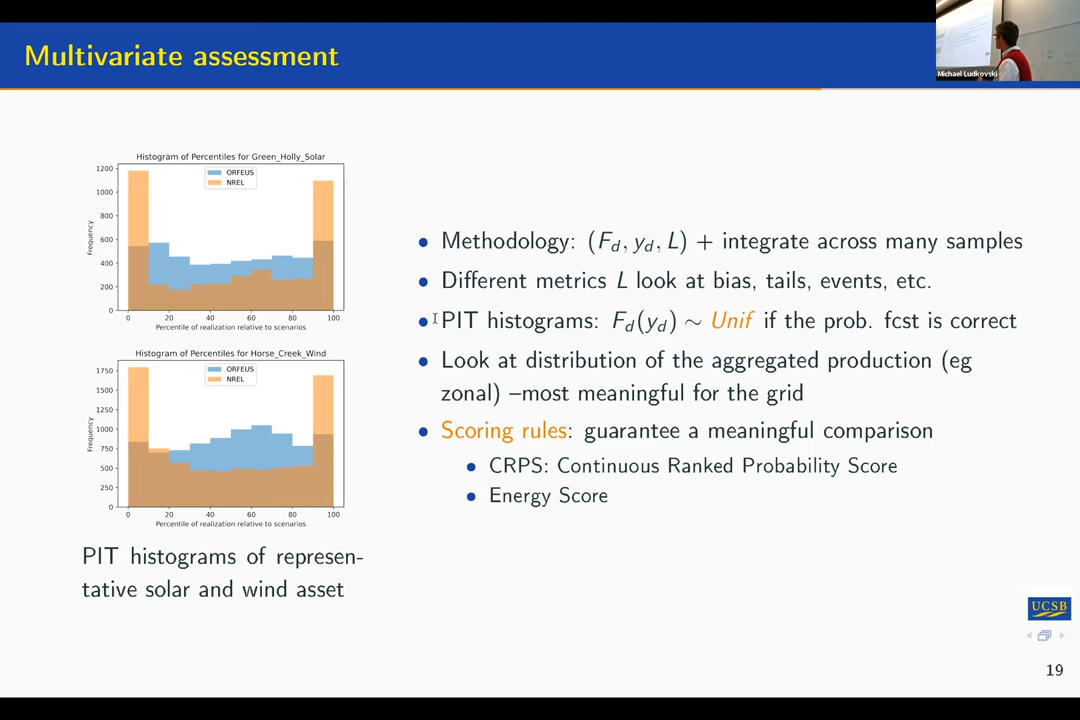 Multivariate assessment
Michael Ludkovski
Histogram of Percentiles for Green_Holly_Solar
ORFEUS
NREL
Frequency
1200
1000
800
600
400
200
0
0 20 40 60 80 100
Percentile of realization relative to scenarios
Histogram of Percentiles for Horse_Creek_Wind
ORFEUS
NREL
Frequency
1750
1500
1250
1000
750
500
250
0
0 20 40 60 80 100
Percentile of realization relative to scenarios
PIT histograms of represen-
tative solar and wind asset
• Methodology: (F_d, y_d, L) + integrate across many samples
• Different metrics L look at bias, tails, events, etc.
• PIT histograms: F_d(y_d) ∼ Unif if the prob. fcst is correct
• Look at distribution of the aggregated production (eg
zonal) –most meaningful for the grid
• Scoring rules: guarantee a meaningful comparison
• CRPS: Continuous Ranked Probability Score
• Energy Score
UCSB
19